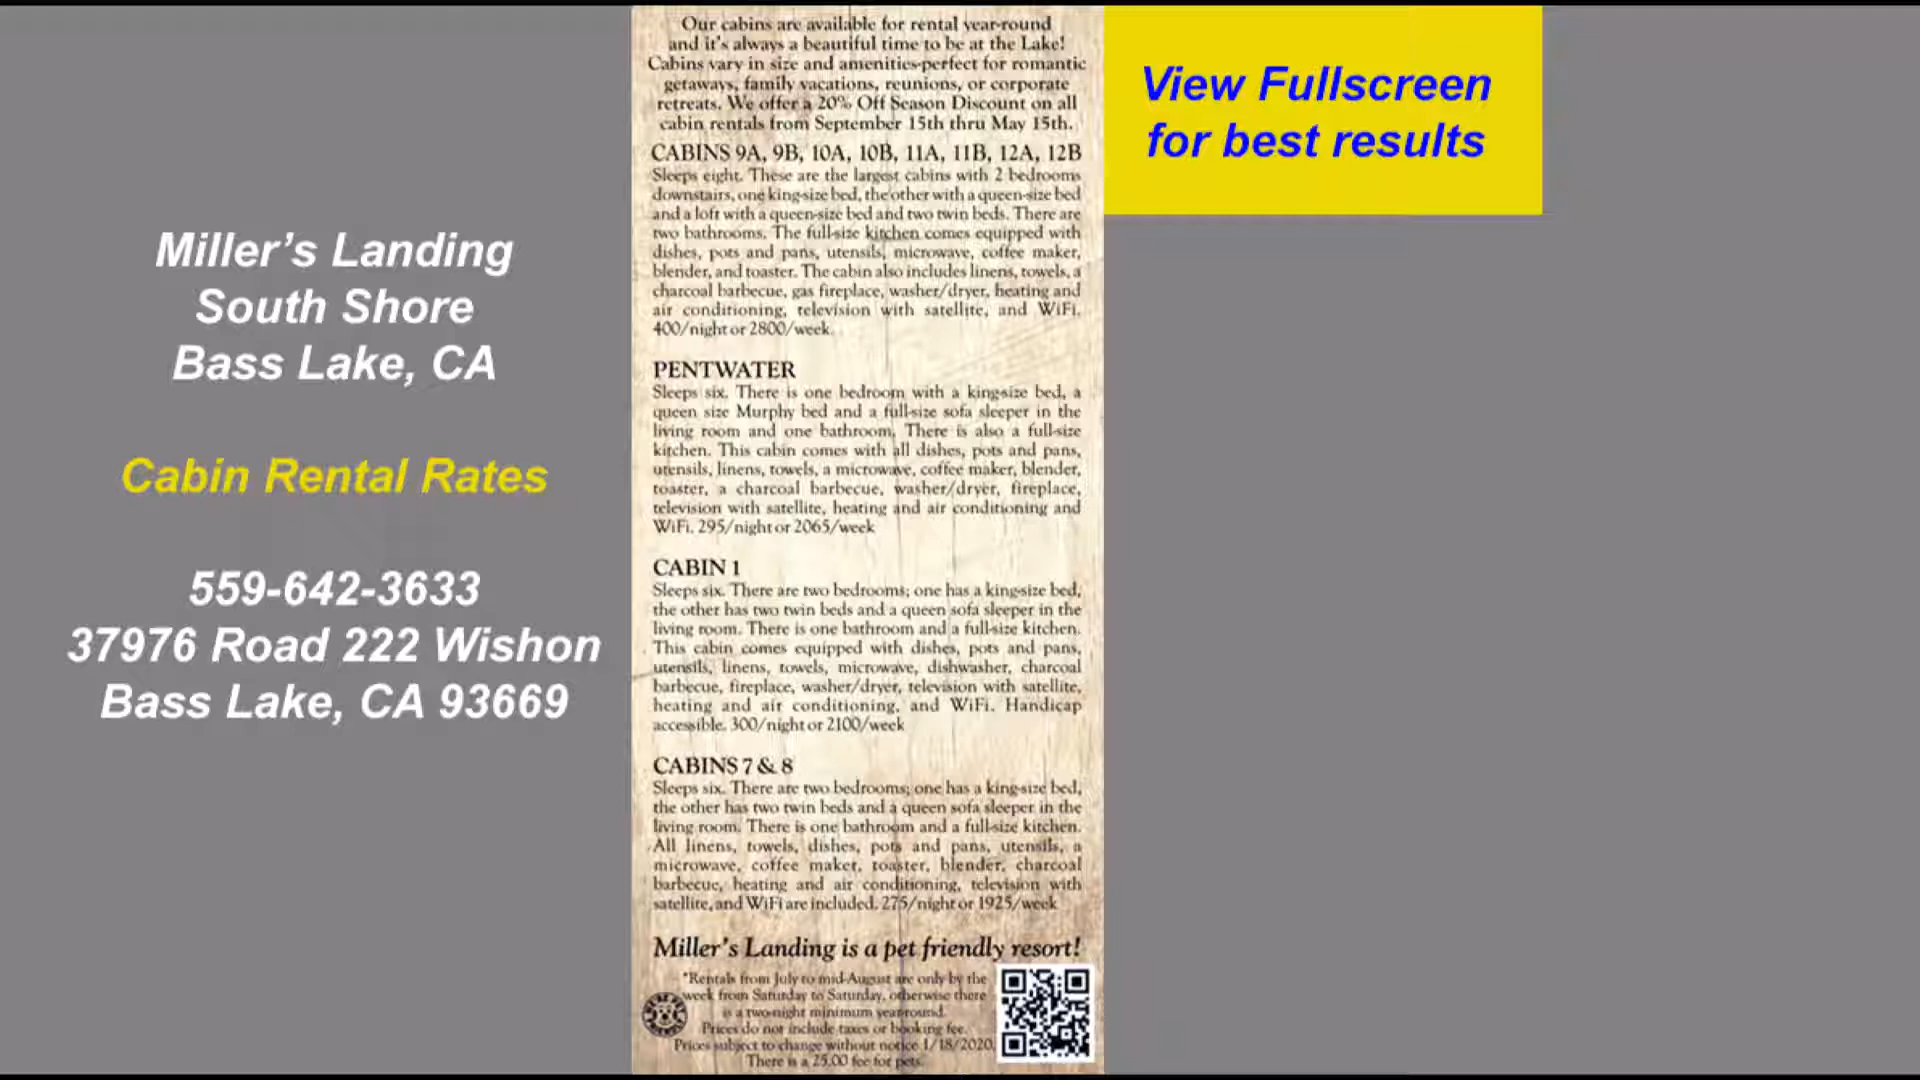 Miller’s Landing
South Shore
Bass Lake, CA
Cabin Rental Rates
559-642-3633
37976 Road 222 Wishon
Bass Lake, CA 93669
Our cabins are available for rental year-round
and it's always a beautiful time to be at the Lake!
Cabins vary in size and amenities-perfect for romantic
getaways, family vacations, reunions, or corporate
retreats. We offer a 20% Off Season Discount on all
cabin rentals from September 15th thru May 15th.
CABINS 9A, 9B, 10A, 10B, 11A, 11B, 12A, 12B
Sleeps eight. These are the largest cabins with 2 bedrooms
downstairs, one king-size bed, the other with a queen-size bed
and a loft with a queen-size bed and two twin beds. There are
two bathrooms. The full-size kitchen comes equipped with
dishes, pots and pans, utensils, microwave, coffee maker,
blender, and toaster. The cabin also includes linens, towels, a
charcoal barbecue, gas fireplace, washer/dryer, heating and
air conditioning, television with satellite, and WiFi.
400/night or 2800/week.
PENTWATER
Sleeps six. There is one bedroom with a king-size bed, a
queen size Murphy bed and a full-size sofa sleeper in the
living room and one bathroom. There is also a full-size
kitchen. This cabin comes with all dishes, pots and pans,
utensils, linens, towels, a microwave, coffee maker, blender,
toaster, a charcoal barbecue, washer/dryer, fireplace,
television with satellite, heating and air conditioning and
WiFi. 295/night or 2065/week
CABIN 1
Sleeps six. There are two bedrooms; one has a king-size bed,
the other has two twin beds and a queen sofa sleeper in the
living room. There is one bathroom and a full-size kitchen.
This cabin comes equipped with dishes, pots and pans,
utensils, linens, towels, microwave, dishwasher, charcoal
barbecue, fireplace, washer/dryer, television with satellite,
heating and air conditioning, and WiFi. Handicap
accessible. 300/night or 2100/week
CABINS 7 & 8
Sleeps six. There are two bedrooms; one has a king-size bed,
the other has two twin beds and a queen sofa sleeper in the
living room. There is one bathroom and a full-size kitchen.
All linens, towels, dishes, pots and pans, utensils, a
microwave, coffee maker, toaster, blender, charcoal
barbecue, heating and air conditioning, television with
satellite, and WiFi are included. 275/night or 1925/week
Miller's Landing is a pet friendly resort!
*Rentals from July to mid-August are only by the
week from Saturday to Saturday, otherwise there
is a two-night minimum year-round.
Prices do not include taxes or booking fee.
Prices subject to change without notice 1/18/2020.
There is a 25.00 fee for pets.
View Fullscreen
for best results